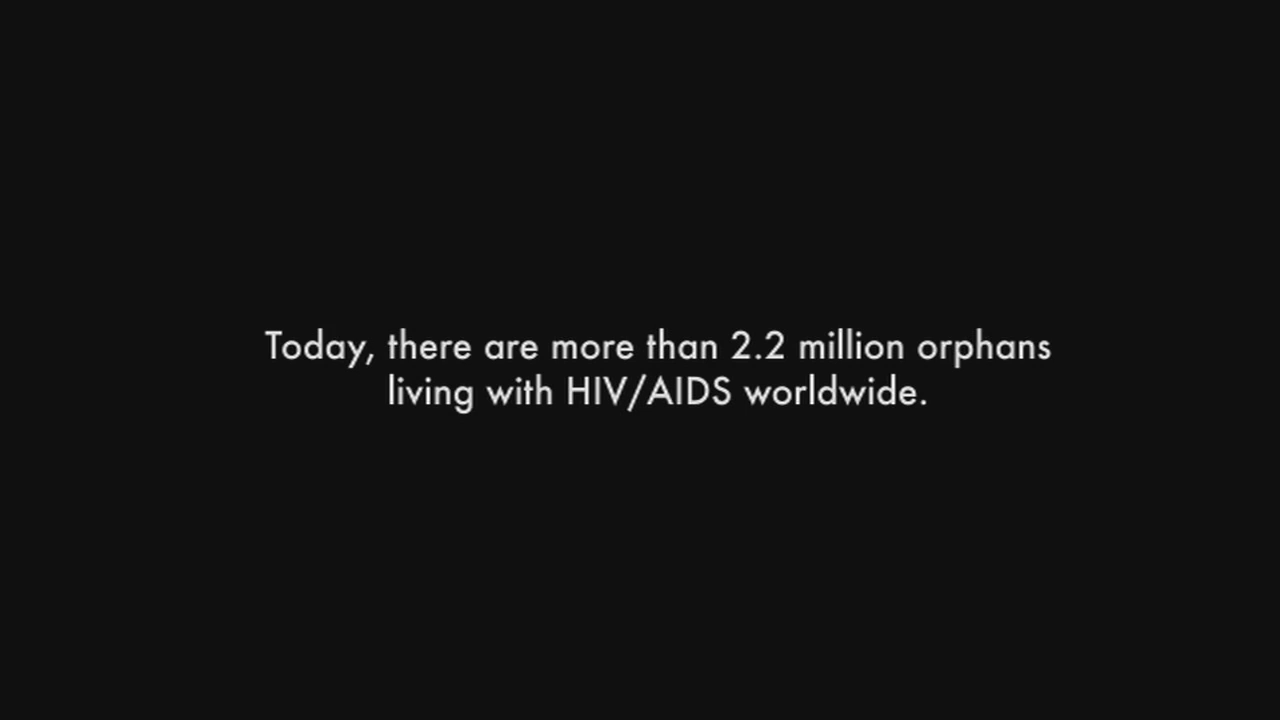 Today, there are more than 2.2 million orphans
living with HIV/AIDS worldwide.